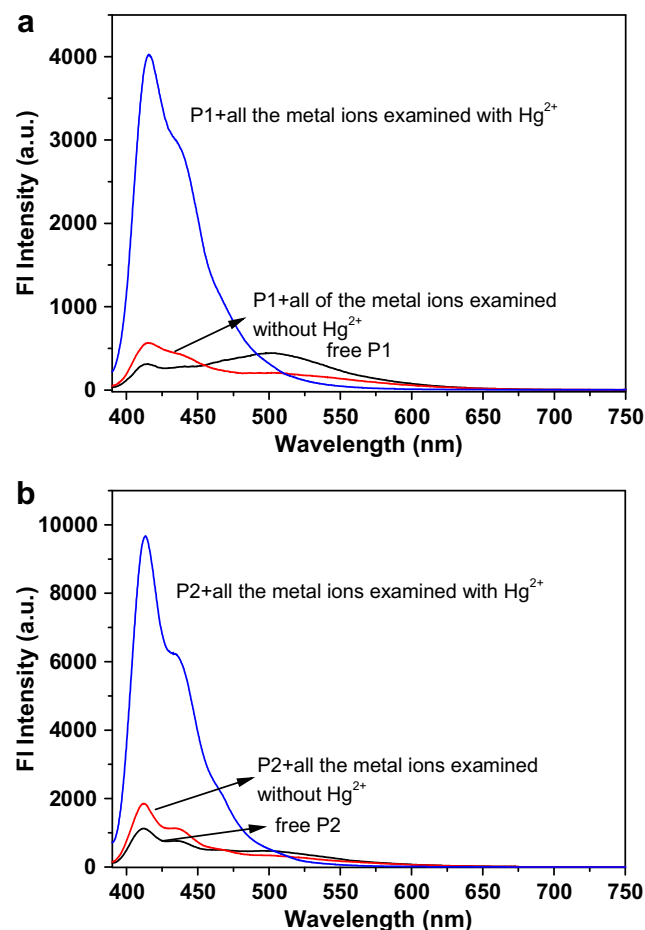 a
4000
3000
2000
1000
0
Fl Intensity (a.u.)
P1+all the metal ions examined with Hg²⁺
P1+all of the metal ions examined
without Hg²⁺
free P1
400 450 500 550 600 650 700 750
Wavelength (nm)
b
10000
8000
6000
4000
2000
0
Fl Intensity (a.u.)
P2+all the metal ions examined with Hg²⁺
P2+all the metal ions examined
without Hg²⁺
free P2
400 450 500 550 600 650 700 750
Wavelength (nm)